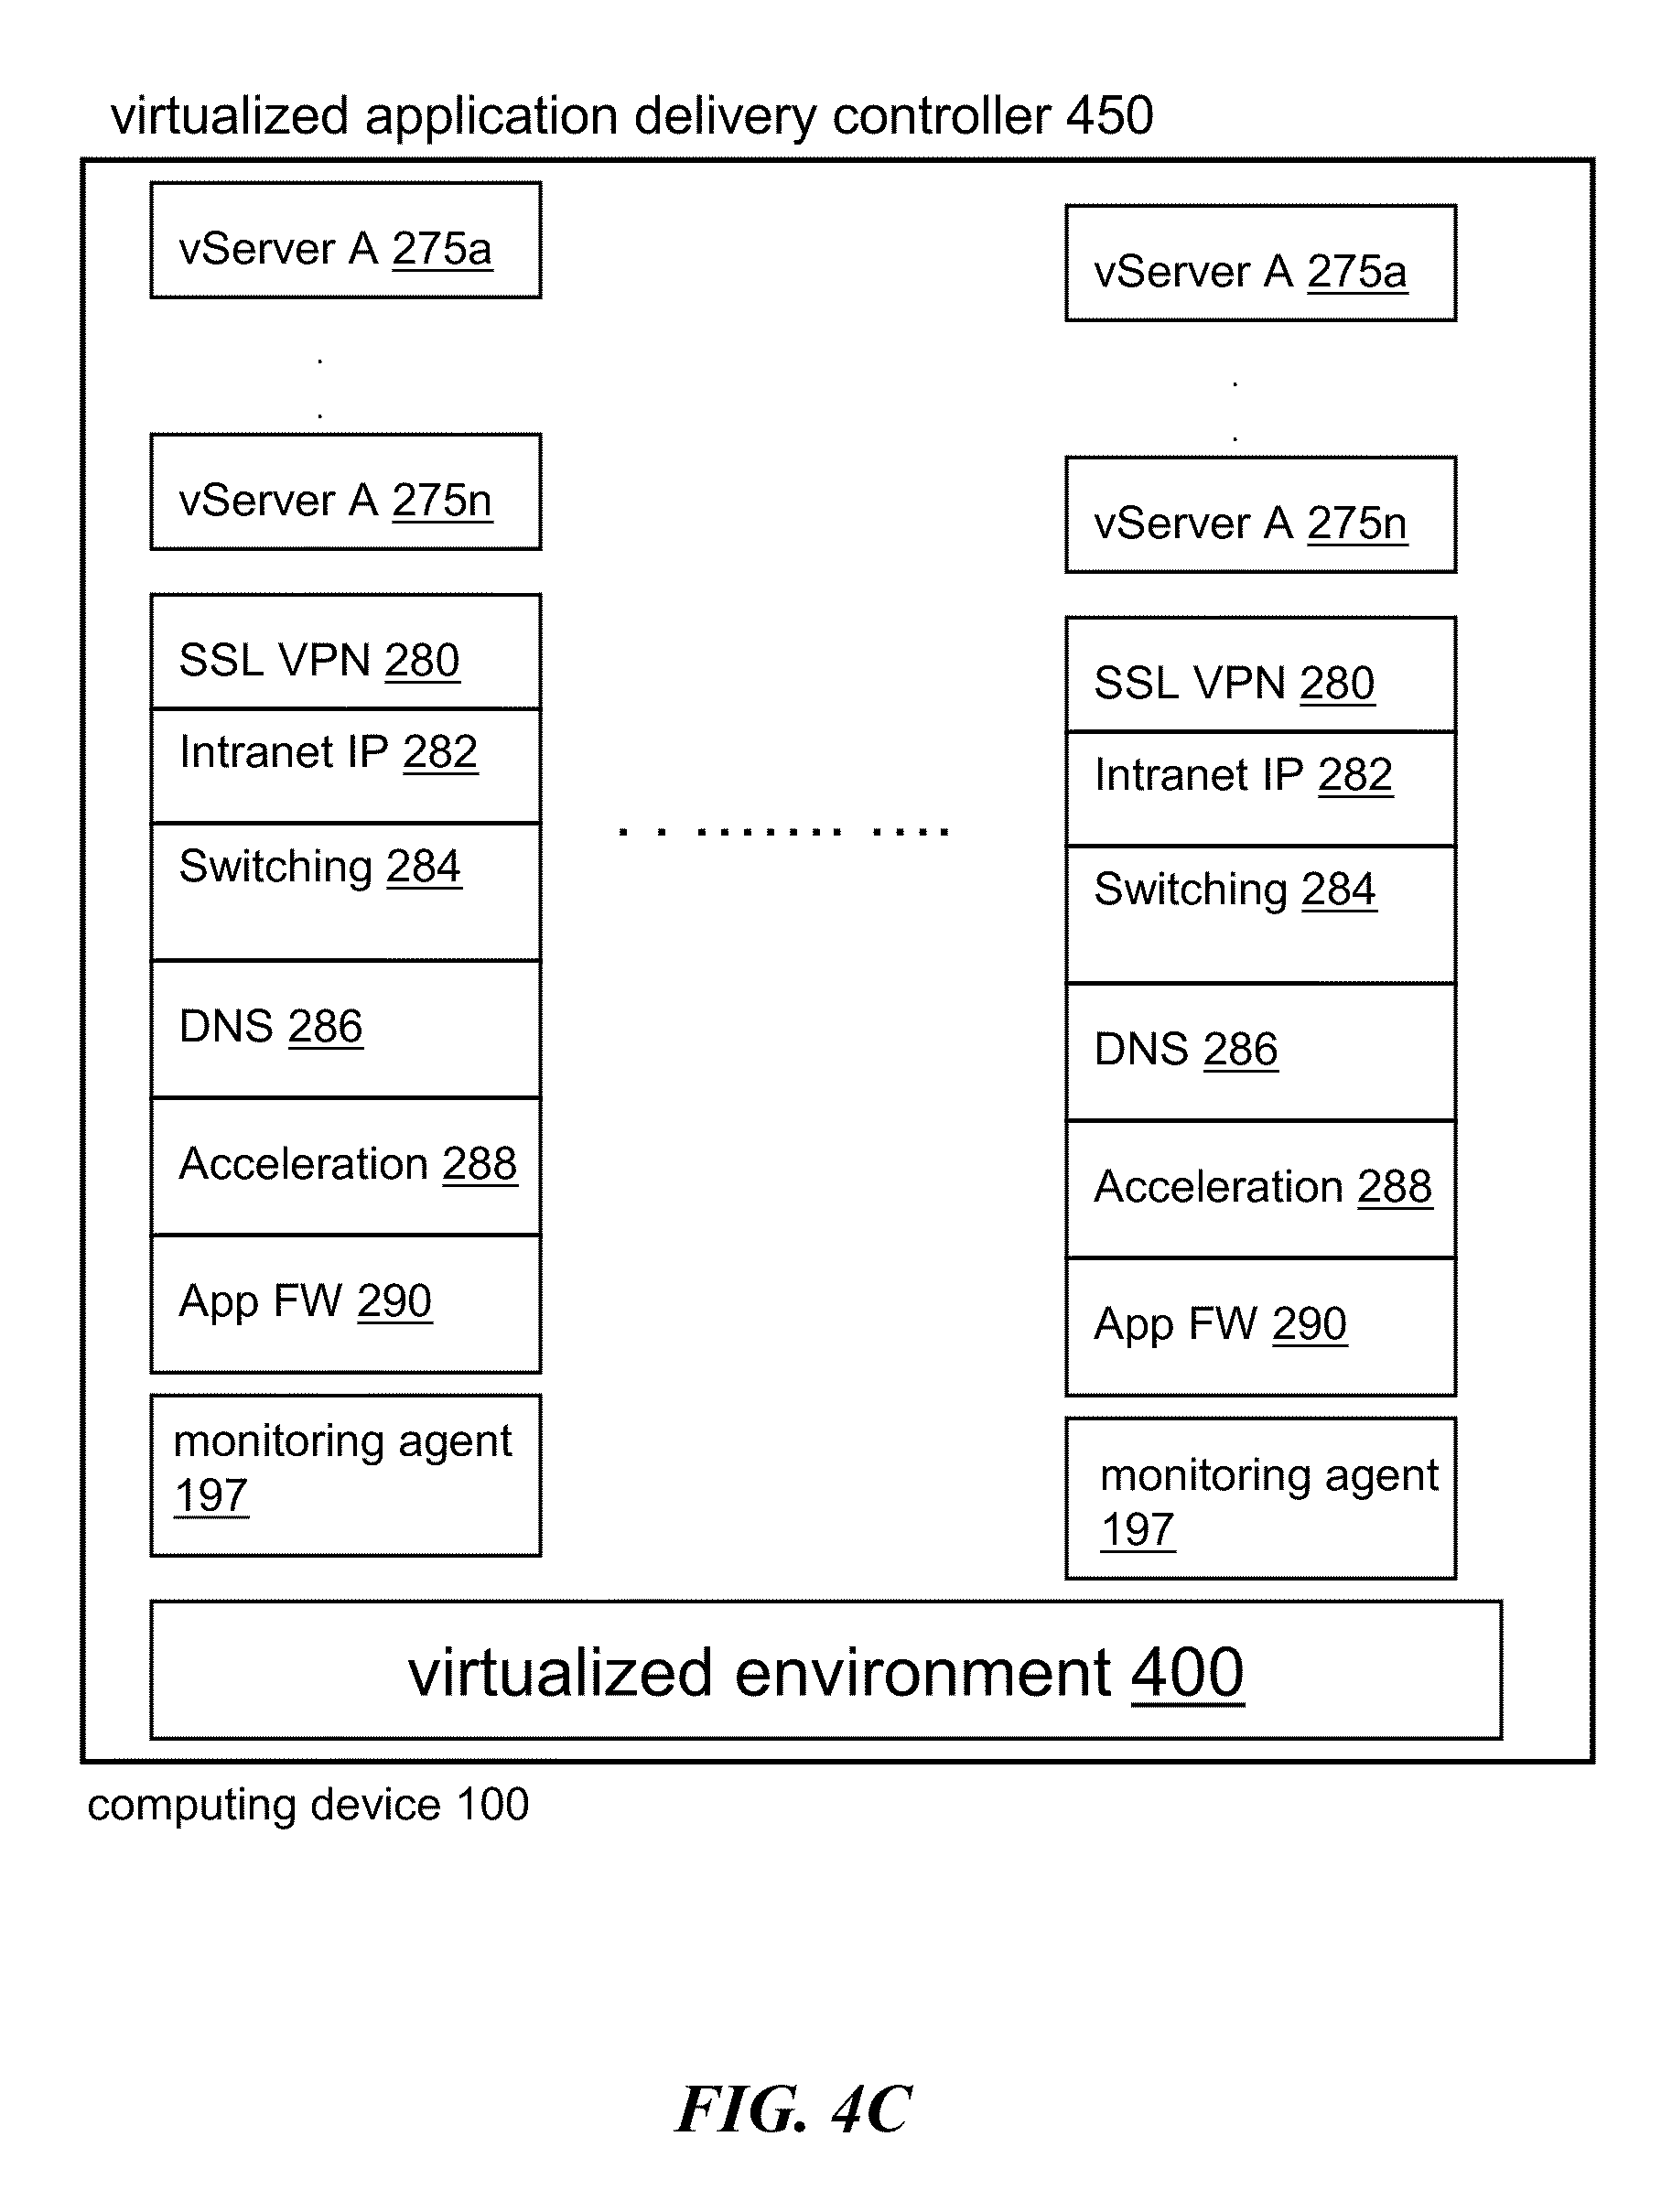 virtualized application delivery controller 450
vServer A 275a
vServer A 275n
SSL VPN 280
Intranet IP 282
Switching 284
DNS 286
Acceleration 288
App FW 290
monitoring agent
197
vServer A 275a
vServer A 275n
SSL VPN 280
Intranet IP 282
Switching 284
DNS 286
Acceleration 288
App FW 290
monitoring agent
197
virtualized environment 400
computing device 100
FIG. 4C